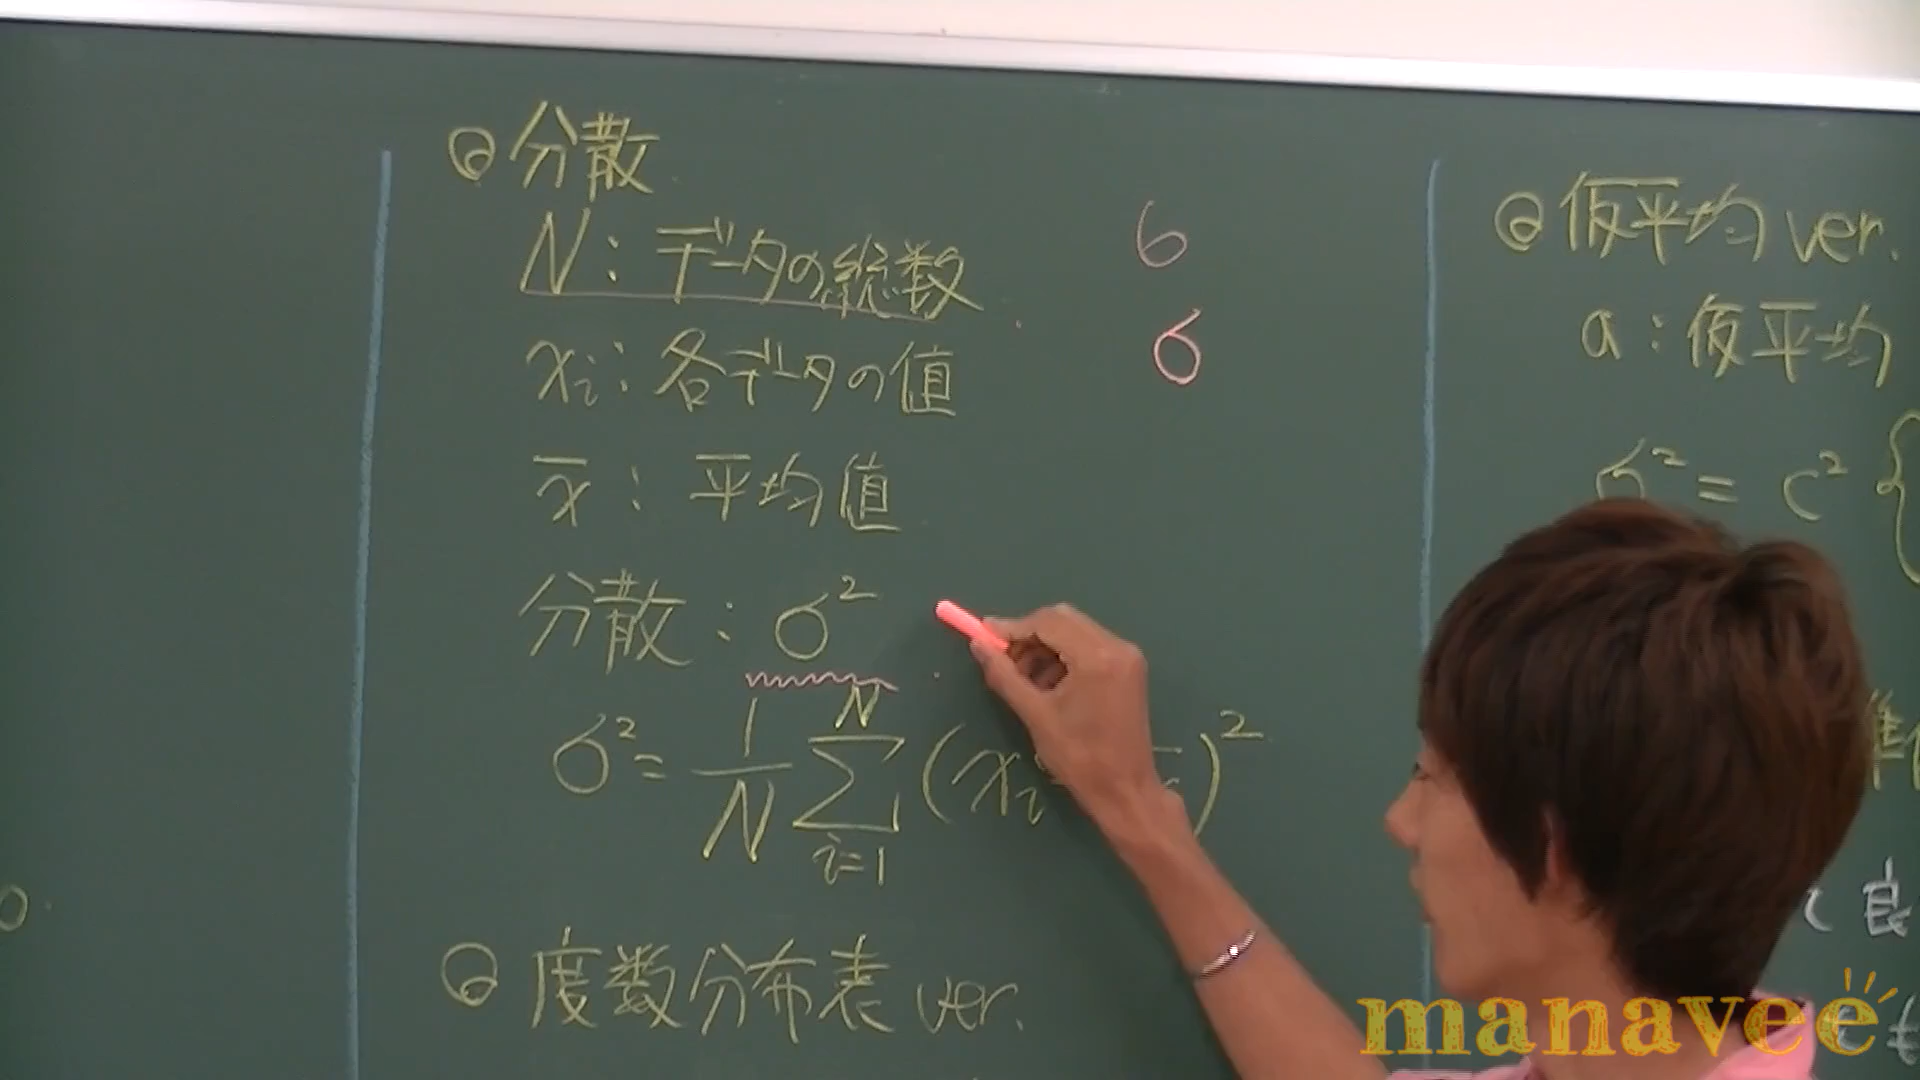 ◎分散
N:データの総数
xi:各データの値
x̄:平均値
分散:σ²
σ²=1/N Σ(xi
N
i=1
)²
◎度数分布表 ver.
6
σ
◎仮平均 ver.
a:仮平均
σ²=c²{
良
manavee